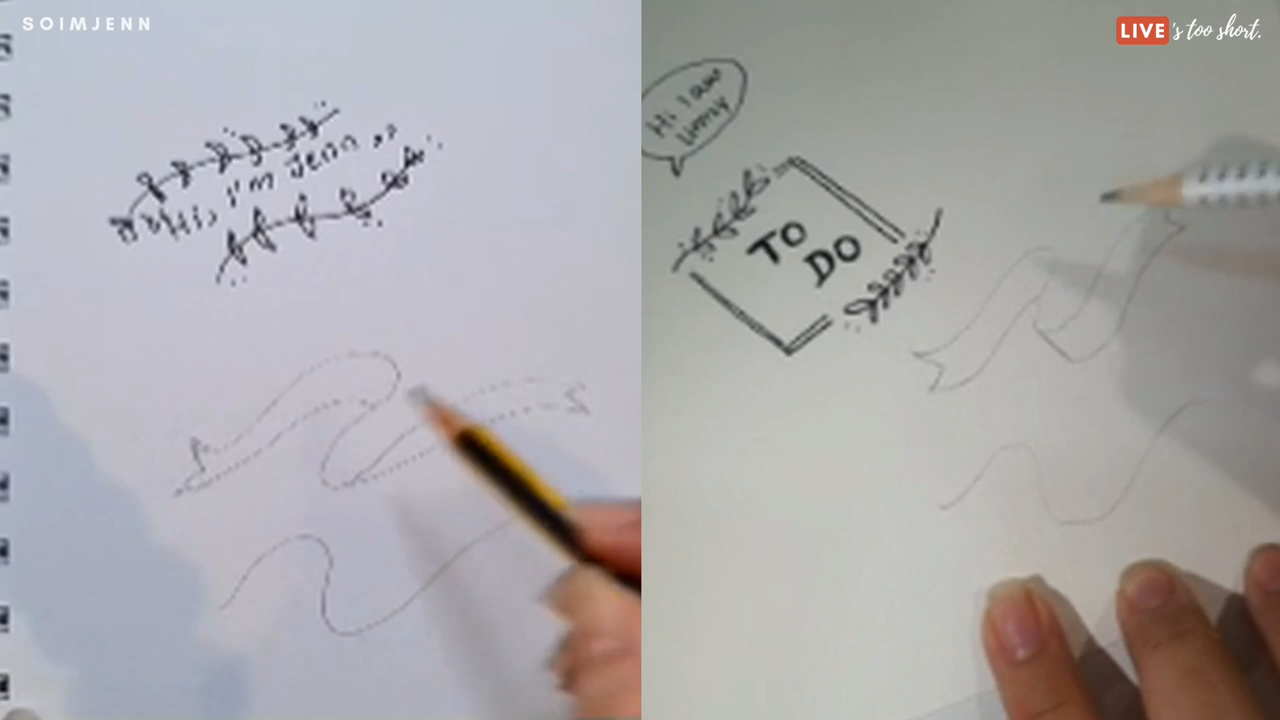 SOIMJENN
LIVE's too short.
Hi, I'm Jenn
Hi I am
TO
DO